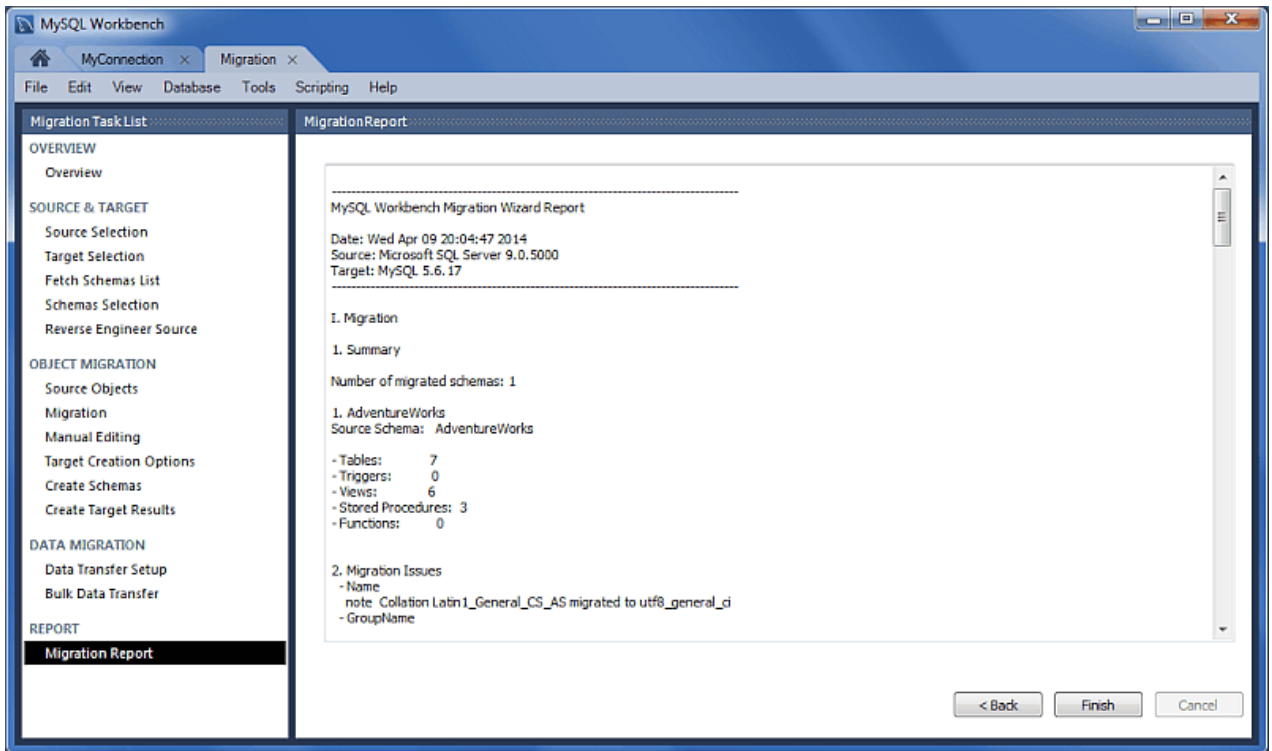 MySQL Workbench
MyConnection
Migration
File Edit View Database Tools Scripting Help
Migration Task List
OVERVIEW
Overview
SOURCE & TARGET
Source Selection
Target Selection
Fetch Schemas List
Schemas Selection
Reverse Engineer Source
OBJECT MIGRATION
Source Objects
Migration
Manual Editing
Target Creation Options
Create Schemas
Create Target Results
DATA MIGRATION
Data Transfer Setup
Bulk Data Transfer
REPORT
Migration Report
Migration Report
MySQL Workbench Migration Wizard Report
Date: Wed Apr 09 20:04:47 2014
Source: Microsoft SQL Server 9.0.5000
Target: MySQL 5.6.17
I. Migration
1. Summary
Number of migrated schemas: 1
1. AdventureWorks
Source Schema: AdventureWorks
- Tables: 7
- Triggers: 0
- Views: 6
- Stored Procedures: 3
- Functions: 0
2. Migration Issues
- Name
note Collation Latin1_General_CS_AS migrated to utf8_general_ci
- GroupName
< Back Finish Cancel